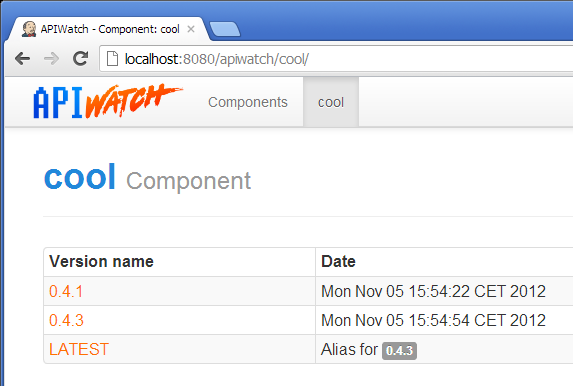 APIWatch - Component: cool
localhost:8080/apiwatch/cool/
APIWATCH Components cool
cool Component
Version name Date
0.4.1 Mon Nov 05 15:54:22 CET 2012
0.4.3 Mon Nov 05 15:54:54 CET 2012
LATEST Alias for 0.4.3